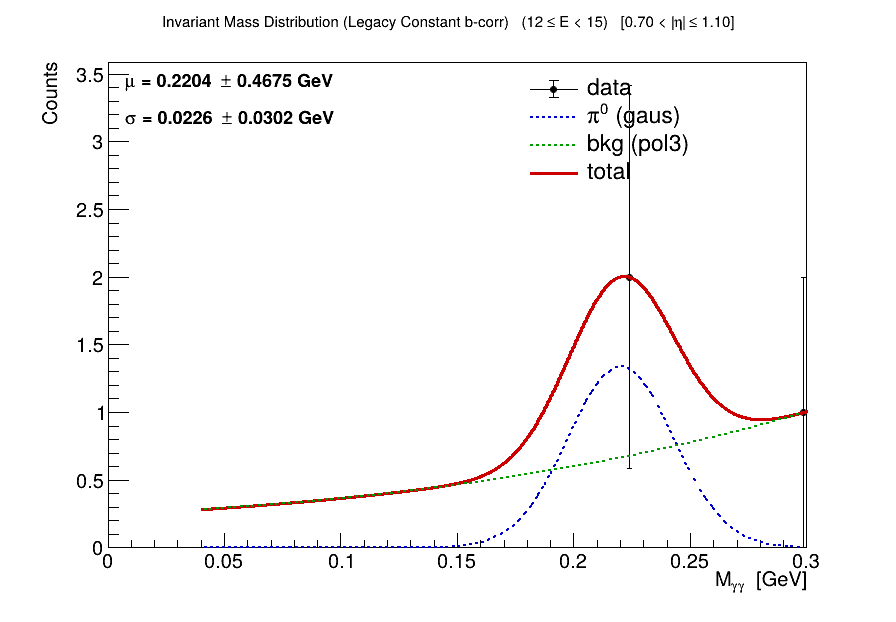 Invariant Mass Distribution (Legacy Constant b-corr) (12 ≤ E < 15) [0.70 < |η| ≤ 1.10]
Counts
μ = 0.2204 ± 0.4675 GeV
σ = 0.0226 ± 0.0302 GeV
data
π⁰ (gaus)
bkg (pol3)
total
3.5
3
2.5
2
1.5
1
0.5
0
0 0.05 0.1 0.15 0.2 0.25 0.3
M_γγ [GeV]